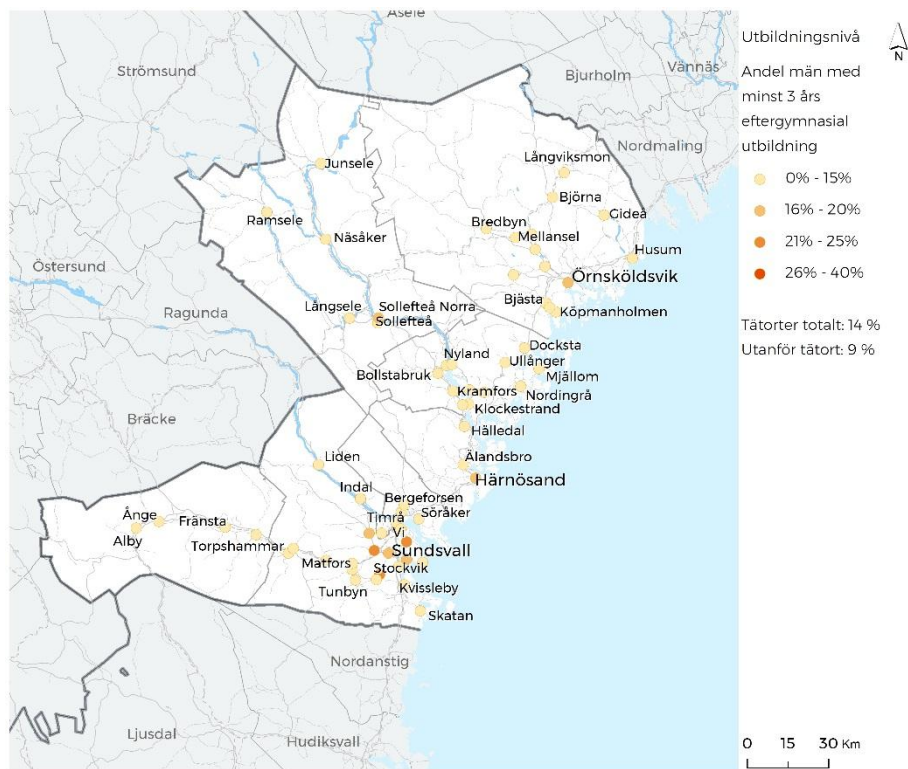 Åsele
Strömsund
Bjurholm
Vännäs
Nordmaling
Junsele
Långviksmon
Björna
Gideå
Ramsele
Bredbyn
Mellansel
Näsåker
Husum
Östersund
Örnsköldsvik
Ragunda
Långsele
Sollefteå Norra
Sollefteå
Bjästa
Köpmanholmen
Docksta
Nyland
Ullånger
Bollstabruk
Mjällom
Kramfors
Nordingrå
Klockestrand
Bräcke
Hälledal
Liden
Älandsbro
Härnösand
Indal
Bergeforsen
Ånge
Fränsta
Söråker
Timrå
Vi
Alby
Torpshammar
Sundsvall
Matfors
Stockvik
Tunbyn
Kvissleby
Skatan
Nordanstig
Ljusdal
Hudiksvall
Utbildningsnivå
N
Andel män med
minst 3 års
eftergymnasial
utbildning
0% - 15%
16% - 20%
21% - 25%
26% - 40%
Tätorter totalt: 14 %
Utanför tätort: 9 %
0 15 30 Km